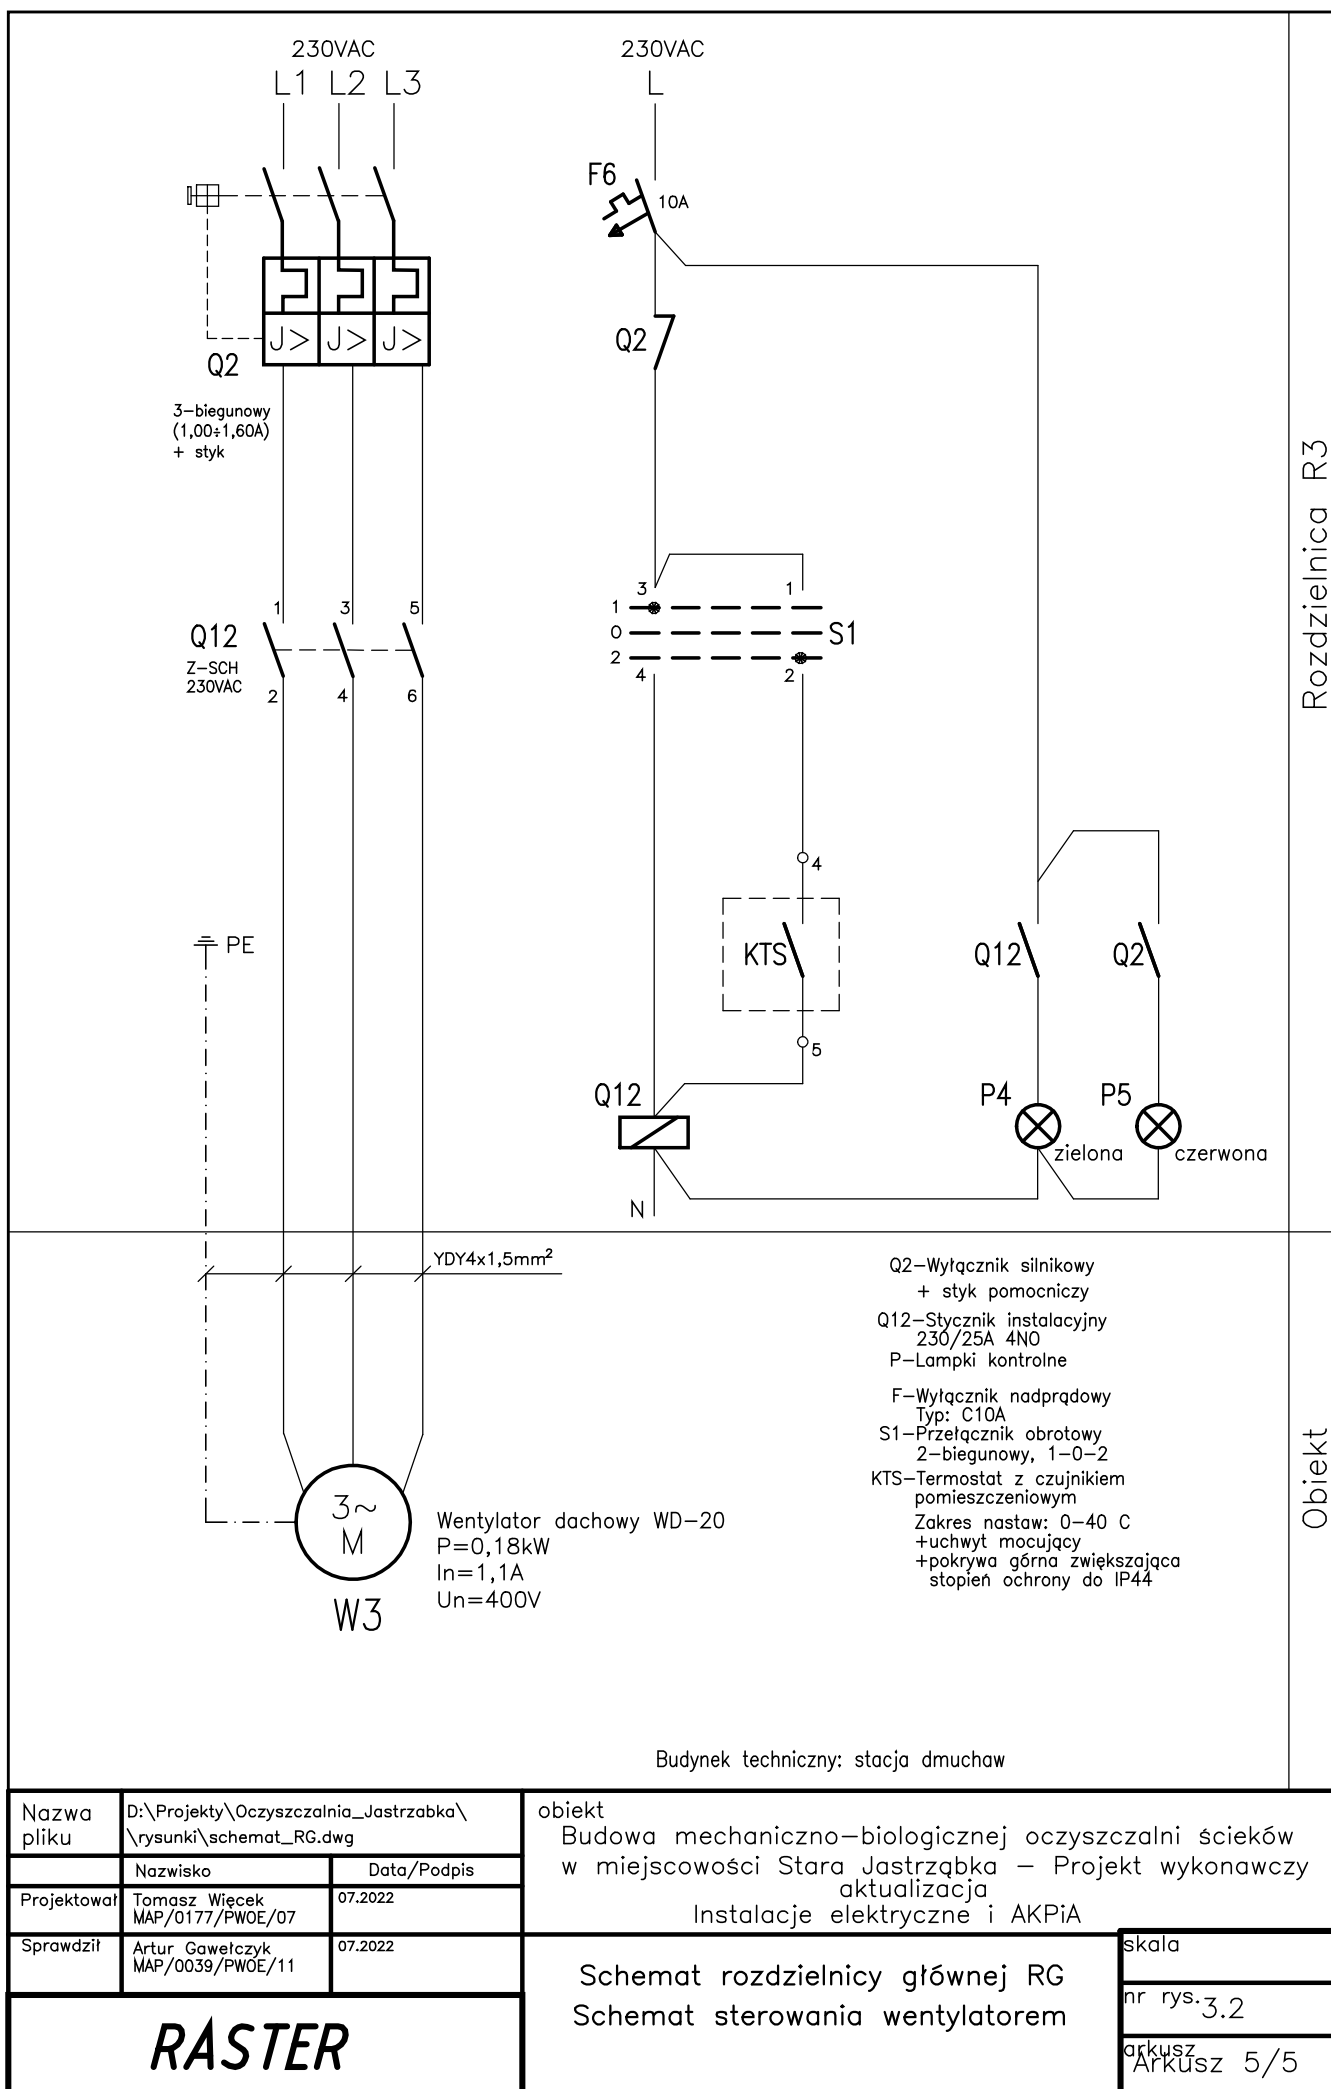 230VAC
L1 L2 L3
230VAC
L
F6
10A
Q2
J> J> J>
Q2
3-biegunowy
(1,00÷1,60A)
+ styk
Rozdzielnica R3
3 1
1
0
2
S1
4 2
1 3 5
Q12
Z-SCH
230VAC
2 4 6
4
KTS
5
PE
Q12
Q2
Q12
P4
P5
zielona
czerwona
N
YDY4x1,5mm²
Q2-Wyłącznik silnikowy
+ styk pomocniczy
Q12-Stycznik instalacyjny
230/25A 4NO
P-Lampki kontrolne
F-Wyłącznik nadprądowy
Typ: C10A
S1-Przełącznik obrotowy
2-biegunowy, 1-0-2
KTS-Termostat z czujnikiem
pomieszczeniowym
Zakres nastaw: 0-40 C
+uchwyt mocujący
+pokrywa górna zwiększająca
stopień ochrony do IP44
Obiekt
3~
M
W3
Wentylator dachowy WD-20
P=0,18kW
In=1,1A
Un=400V
Budynek techniczny: stacja dmuchaw
Nazwa
pliku
D:\Projekty\Oczyszczalnia_Jastrzabka\
\rysunki\schemat_RG.dwg
Nazwisko
Data/Podpis
Projektował
Tomasz Więcek
MAP/0177/PWOE/07
07.2022
Sprawdził
Artur Gawełczyk
MAP/0039/PWOE/11
07.2022
RASTER
obiekt
Budowa mechaniczno-biologicznej oczyszczalni ścieków
w miejscowości Stara Jastrząbka - Projekt wykonawczy
aktualizacja
Instalacje elektryczne i AKPiA
Schemat rozdzielnicy głównej RG
Schemat sterowania wentylatorem
skala
nr rys. 3.2
arkusz
Arkusz 5/5